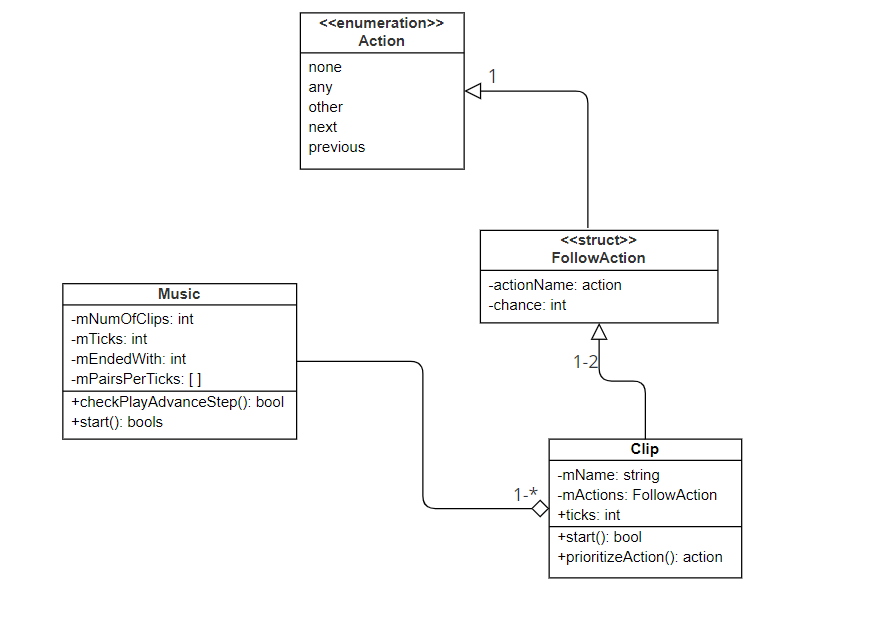 <<enumeration>>
Action
none
any
other
next
previous
1
<<struct>>
FollowAction
-actionName: action
-chance: int
Music
-mNumOfClips: int
-mTicks: int
-mEndedWith: int
-mPairsPerTicks: [ ]
+checkPlayAdvanceStep(): bool
+start(): bools
1-2
1-*
Clip
-mName: string
-mActions: FollowAction
+ticks: int
+start(): bool
+prioritizeAction(): action